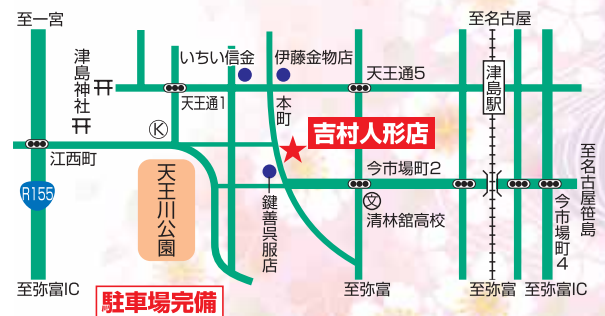 至一宮
至名古屋
いちい信金
伊藤金物店
津島神社
天王通5
津島駅
天王通1
本町
吉村人形店
K
江西町
今市場町2
至名古屋笹島
天王川公園
R155
文
鍵善呉服店
清林舘高校
今市場町4
至弥富IC
至弥富
至弥富
至弥富IC
駐車場完備